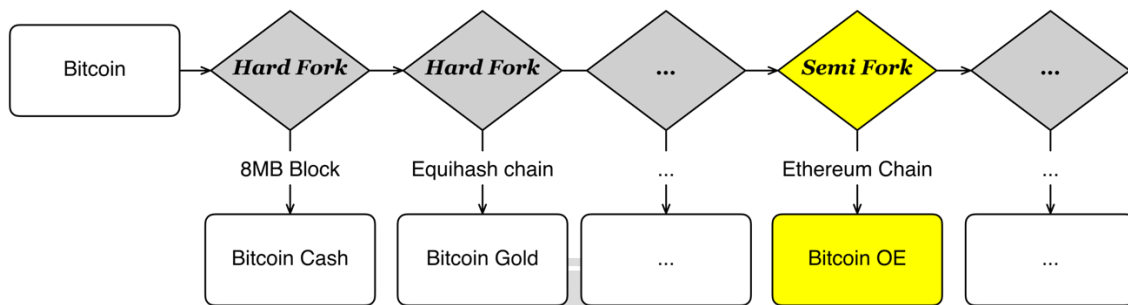 Bitcoin
Hard Fork
Hard Fork
...
Semi Fork
...
8MB Block
Equihash chain
...
Ethereum Chain
...
Bitcoin Cash
Bitcoin Gold
...
Bitcoin OE
...